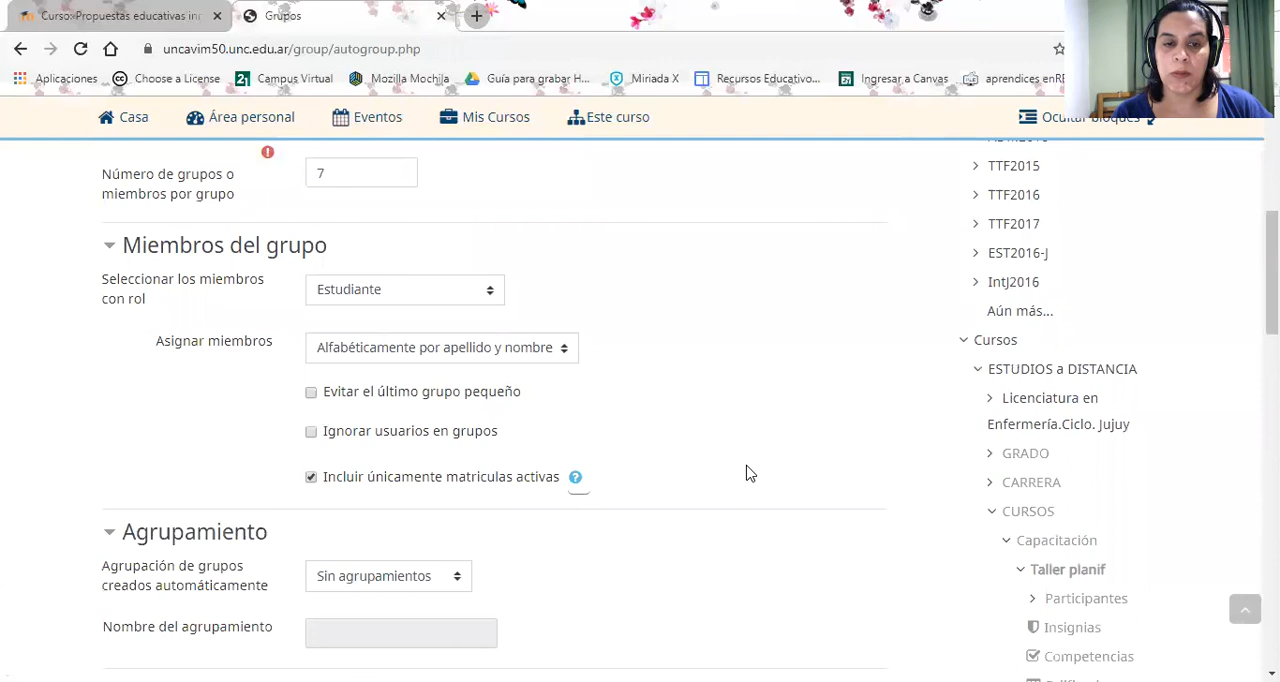 Curso: Propuestas educativas in
Grupos
uncavim50.unc.edu.ar/group/autogroup.php
Aplicaciones
Choose a License
Campus Virtual
Mozilla Mochila
Guía para grabar H...
Miriada X
Recursos Educativo...
Ingresar a Canvas
aprendices enRE
Casa
Área personal
Eventos
Mis Cursos
Este curso
Ocultar bloques
Número de grupos o
miembros por grupo
7
Miembros del grupo
Seleccionar los miembros
con rol
Estudiante
Asignar miembros
Alfabéticamente por apellido y nombre
Evitar el último grupo pequeño
Ignorar usuarios en grupos
Incluir únicamente matriculas activas
Agrupamiento
Agrupación de grupos
creados automáticamente
Sin agrupamientos
Nombre del agrupamiento
TTF2015
TTF2016
TTF2017
EST2016-J
IntJ2016
Aún más...
Cursos
ESTUDIOS a DISTANCIA
Licenciatura en
Enfermería.Ciclo. Jujuy
GRADO
CARRERA
CURSOS
Capacitación
Taller planif
Participantes
Insignias
Competencias